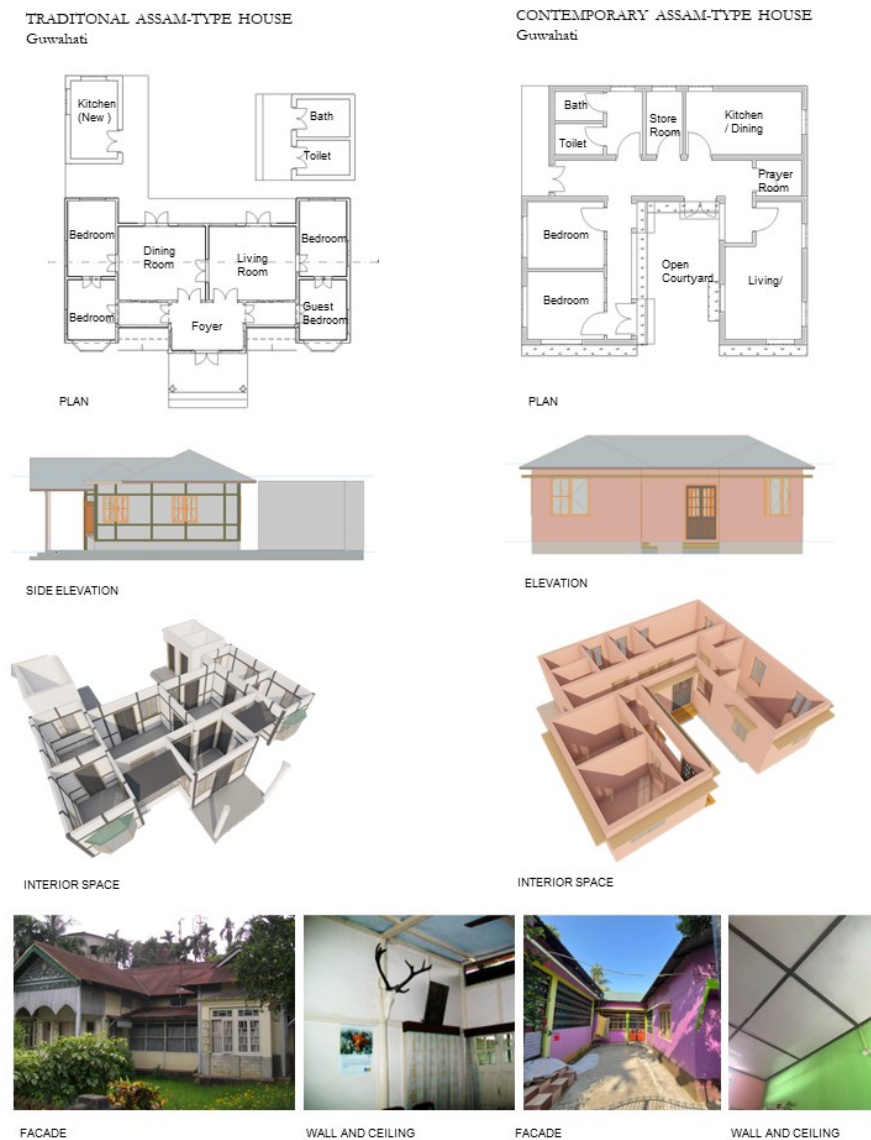 TRADITONAL ASSAM-TYPE HOUSE
Guwahati
Kitchen
(New )
Bath
Toilet
Bedroom
Dining
Room
Living
Room
Bedroom
Bedroom
Foyer
Guest
Bedroom
PLAN
SIDE ELEVATION
INTERIOR SPACE
FACADE
WALL AND CEILING
CONTEMPORARY ASSAM-TYPE HOUSE
Guwahati
Bath
Toilet
Store
Room
Kitchen
/ Dining
Prayer
Room
Bedroom
Open
Courtyard
Living/
Bedroom
PLAN
ELEVATION
INTERIOR SPACE
FACADE
WALL AND CEILING